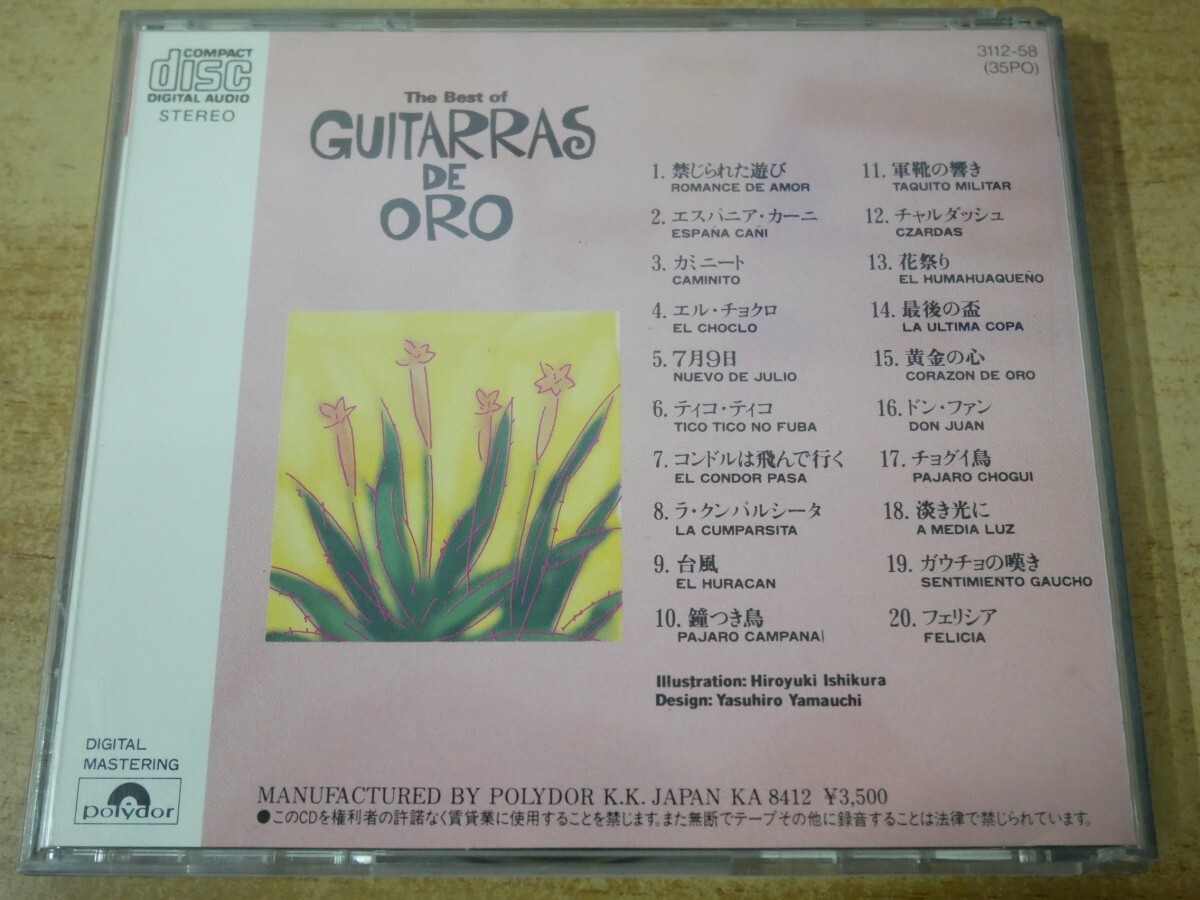 COMPACT
disc
DIGITAL AUDIO
STEREO
3112-58
(35PO)
The Best of
GUITARRAS
DE
ORO
1. 禁じられた遊び
ROMANCE DE AMOR
2. エスパニア・カーニ
ESPAÑA CAÑI
3. カミニート
CAMINITO
4. エル・チョクロ
EL CHOCLO
5. 7月9日
NUEVO DE JULIO
6. ティコ・ティコ
TICO TICO NO FUBA
7. コンドルは飛んで行く
EL CONDOR PASA
8. ラ・クンパルシータ
LA CUMPARSITA
9. 台風
EL HURACAN
10. 鐘つき鳥
PAJARO CAMPANA
11. 軍靴の響き
TAQUITO MILITAR
12. チャルダッシュ
CZARDAS
13. 花祭り
EL HUMAHUAQUEÑO
14. 最後の盃
LA ULTIMA COPA
15. 黄金の心
CORAZON DE ORO
16. ドン・ファン
DON JUAN
17. チョグイ鳥
PAJARO CHOGUI
18. 淡き光に
A MEDIA LUZ
19. ガウチョの嘆き
SENTIMIENTO GAUCHO
20. フェリシア
FELICIA
Illustration: Hiroyuki Ishikura
Design: Yasuhiro Yamauchi
DIGITAL
MASTERING
polydor
MANUFACTURED BY POLYDOR K.K. JAPAN KA 8412 ¥3,500
●このCDを権利者の許諾なく賃貸業に使用することを禁じます。また無断でテープその他に録音することは法律で禁じられています。